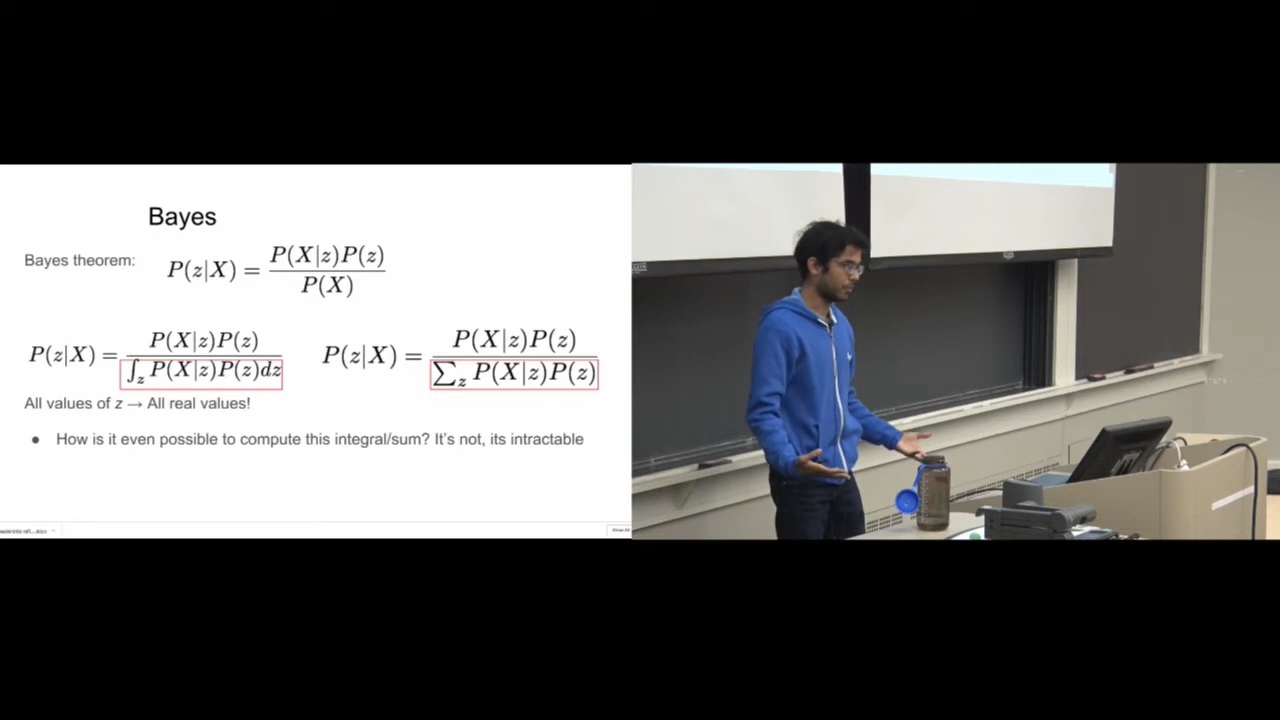 Bayes
Bayes theorem: P(z|X) = P(X|z)P(z) / P(X)
P(z|X) = P(X|z)P(z) / ∫_z P(X|z)P(z)dz
P(z|X) = P(X|z)P(z) / ∑_z P(X|z)P(z)
All values of z → All real values!
● How is it even possible to compute this integral/sum? It's not, its intractable